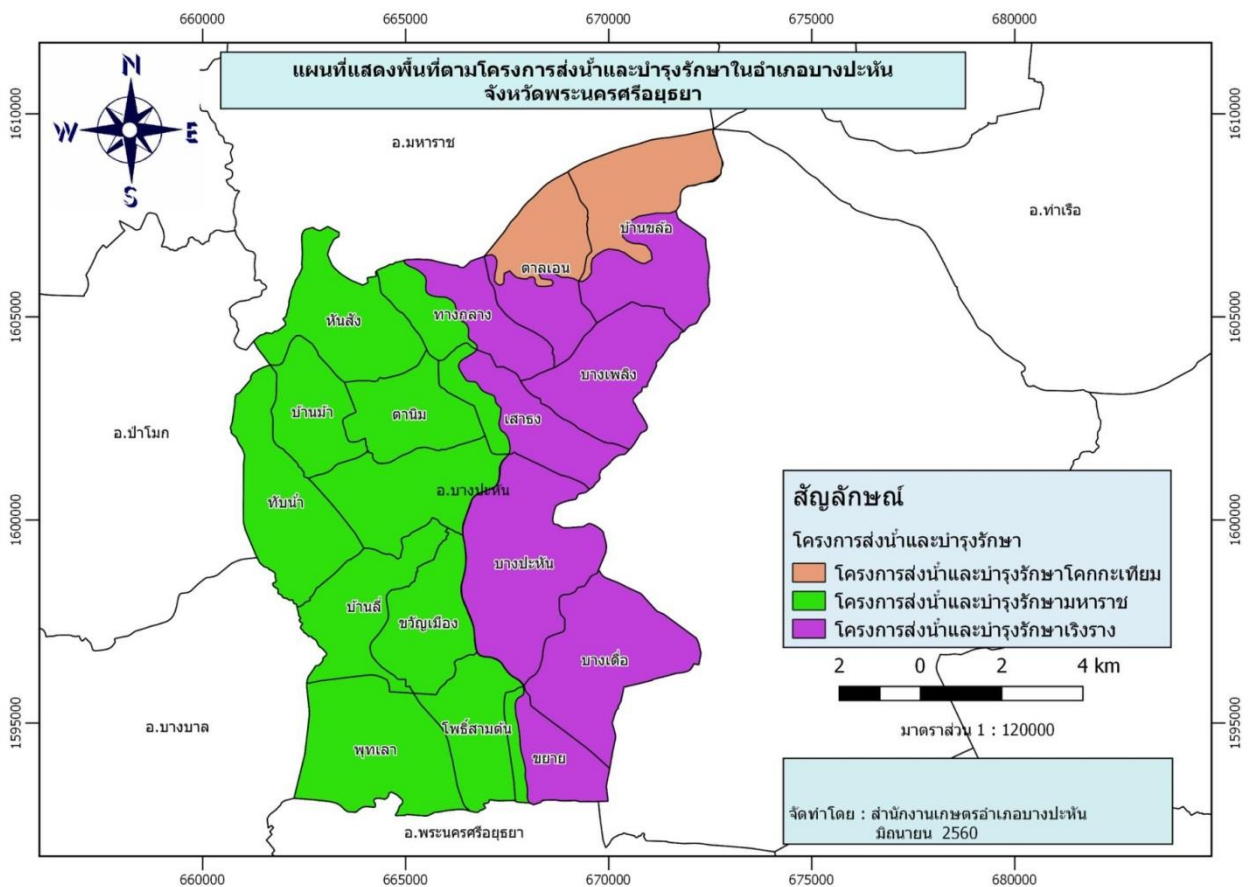 660000
665000
670000
675000
680000
แผนที่แสดงพื้นที่ตามโครงการส่งน้ำและบำรุงรักษาในอำเภอบางปะหัน
จังหวัดพระนครศรีอยุธยา
N
W
E
S
1610000
1610000
อ.มหาราช
อ.ท่าเรือ
บ้านขล้อ
ตาลเอน
1605000
1605000
หันสัง
ทางกลาง
บางเพลิง
บ้านม้า
ตานิม
เสาธง
อ.ป่าโมก
ทับน้ำ
อ.บางปะหัน
1600000
1600000
บางปะหัน
บ้านลี่
ขวัญเมือง
บางเดื่อ
สัญลักษณ์
โครงการส่งน้ำและบำรุงรักษา
โครงการส่งน้ำและบำรุงรักษาโคกกะเทียม
โครงการส่งน้ำและบำรุงรักษามหาราช
โครงการส่งน้ำและบำรุงรักษาเริงราง
2 0 2 4 km
มาตราส่วน 1 : 120000
1595000
1595000
อ.บางบาล
พุทเลา
โพธิ์สามต้น
ขยาย
อ.พระนครศรีอยุธยา
จัดทำโดย : สำนักงานเกษตรอำเภอบางปะหัน
มิถุนายน 2560
660000
665000
670000
675000
680000